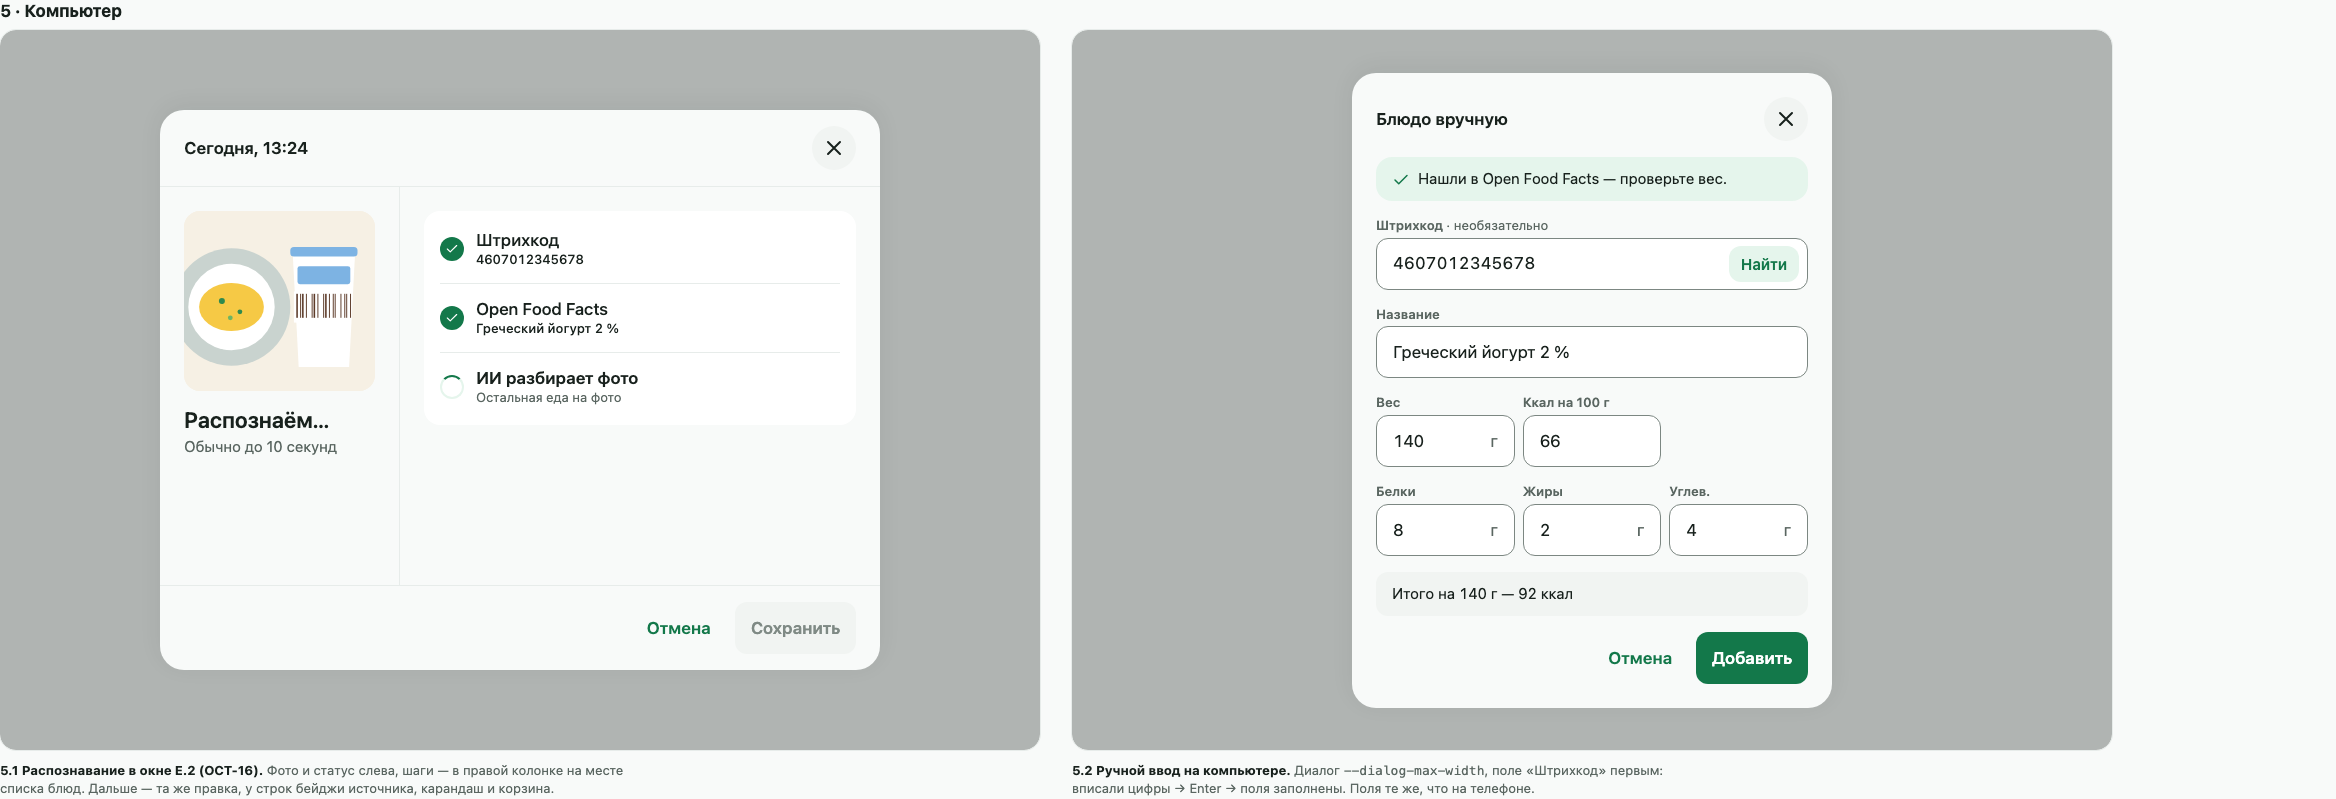 5 · Компьютер
Сегодня, 13:24
Распознаём...
Обычно до 10 секунд
Штрихкод
4607012345678
Open Food Facts
Греческий йогурт 2 %
ИИ разбирает фото
Остальная еда на фото
Отмена
Сохранить
5.1 Распознавание в окне E.2 (ОСТ-16). Фото и статус слева, шаги — в правой колонке на месте
списка блюд. Дальше — та же правка, у строк бейджи источника, карандаш и корзина.
Блюдо вручную
Нашли в Open Food Facts — проверьте вес.
Штрихкод · необязательно
4607012345678
Найти
Название
Греческий йогурт 2 %
Вес
Ккал на 100 г
140 г
66
Белки
Жиры
Углев.
8 г
2 г
4 г
Итого на 140 г — 92 ккал
Отмена
Добавить
5.2 Ручной ввод на компьютере. Диалог --dialog-max-width, поле «Штрихкод» первым:
вписали цифры → Enter → поля заполнены. Поля те же, что на телефоне.